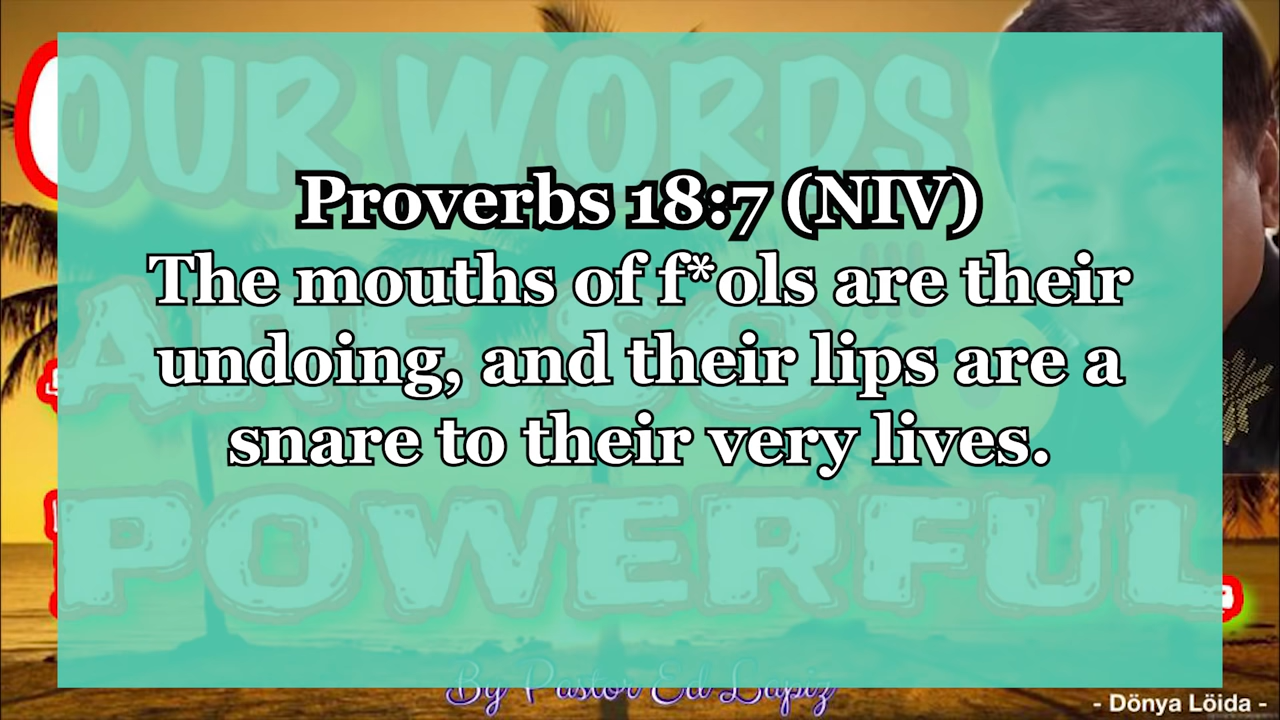 OUR WORDS
Proverbs 18:7 (NIV)
The mouths of f*ols are their
undoing, and their lips are a
snare to their very lives.
ARE SO
POWERFUL
By Pastor Ed Lapiz
- Dönya Löida -